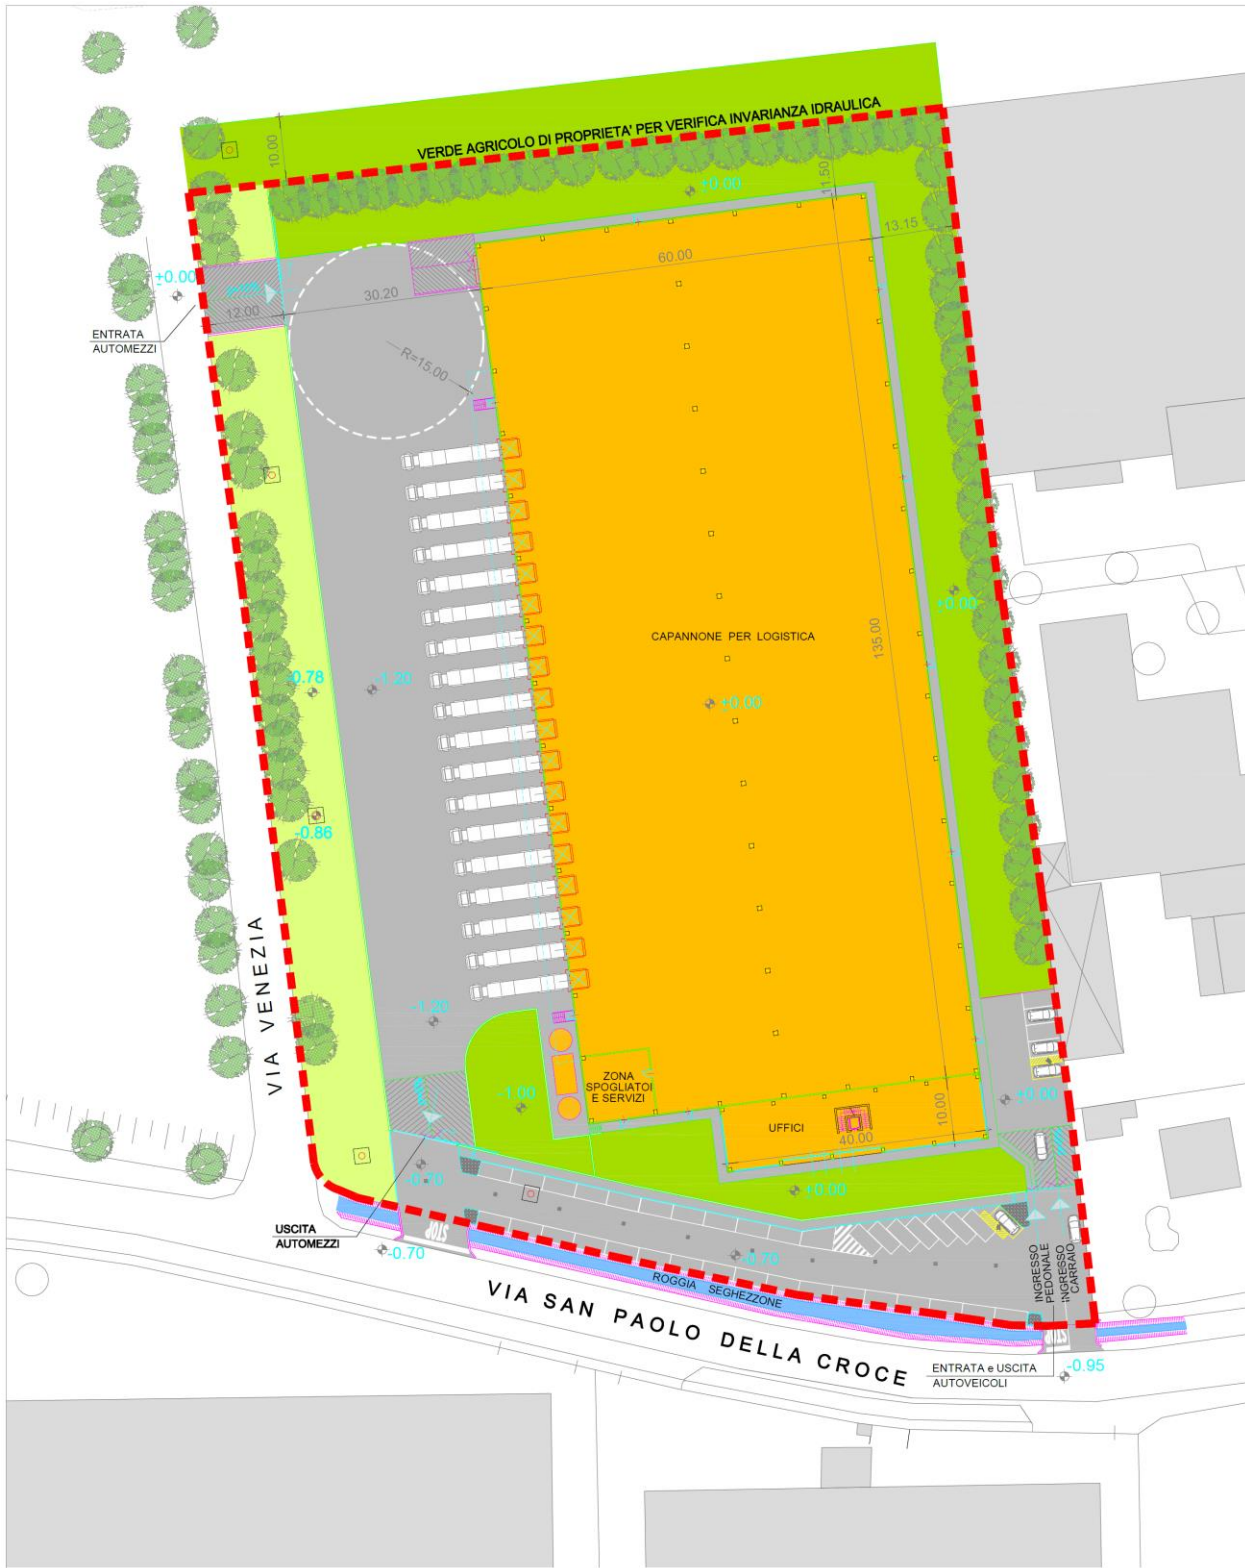 VERDE AGRICOLO DI PROPRIETA' PER VERIFICA INVARIANZA IDRAULICA
10.00
11.50
±0.00
13.15
60.00
±0.00
30.20
12.00
ENTRATA
AUTOMEZZI
R=15.00
±0.00
CAPANNONE PER LOGISTICA
135.00
-0.78
-1.20
±0.00
-0.86
VIA VENEZIA
-1.20
ZONA
SPOGLIATOI
E SERVIZI
-1.00
±0.00
UFFICI
10.00
40.00
-0.70
±0.00
USCITA
AUTOMEZZI
STOP
-0.70
-0.70
INGRESSO
PEDONALE
INGRESSO
CARRAIO
ROGGIA SEGHEZZONE
VIA SAN PAOLO DELLA CROCE
STOP
ENTRATA e USCITA
AUTOVEICOLI
-0.95